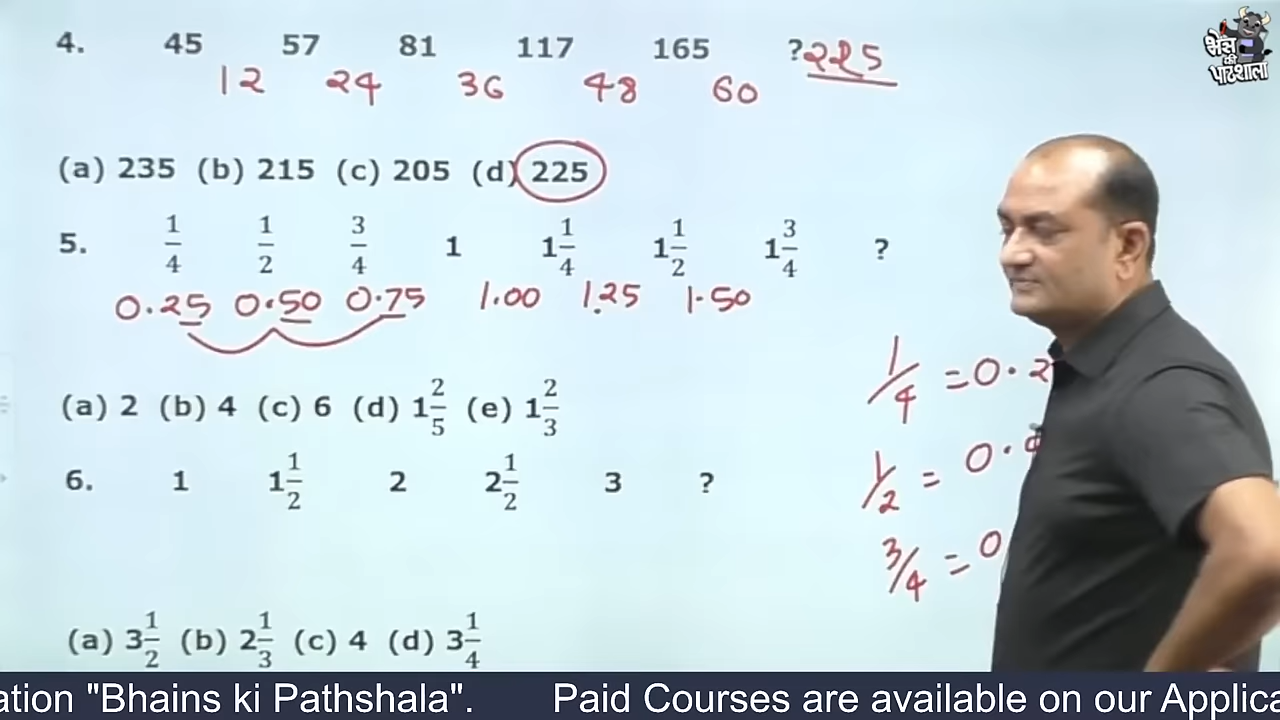 4. 45 57 81 117 165 ? 225
12 24 36 48 60
(a) 235 (b) 215 (c) 205 (d) 225
5. 1/4 1/2 3/4 1 1 1/4 1 1/2 1 3/4 ?
0.25 0.50 0.75 1.00 1.25 1.50
1/4 = 0.2
(a) 2 (b) 4 (c) 6 (d) 1 2/5 (e) 1 2/3
1/2 = 0.
6. 1 1 1/2 2 2 1/2 3 ?
3/4 = 0
(a) 3 1/2 (b) 2 1/3 (c) 4 (d) 3 1/4
भैंस की पाठशाला
ation "Bhains ki Pathshala". Paid Courses are available on our Applica